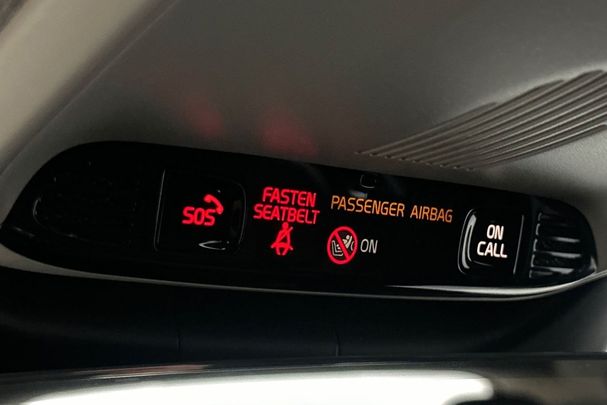 SOS
FASTEN
SEATBELT
PASSENGER AIRBAG
ON
ON
CALL